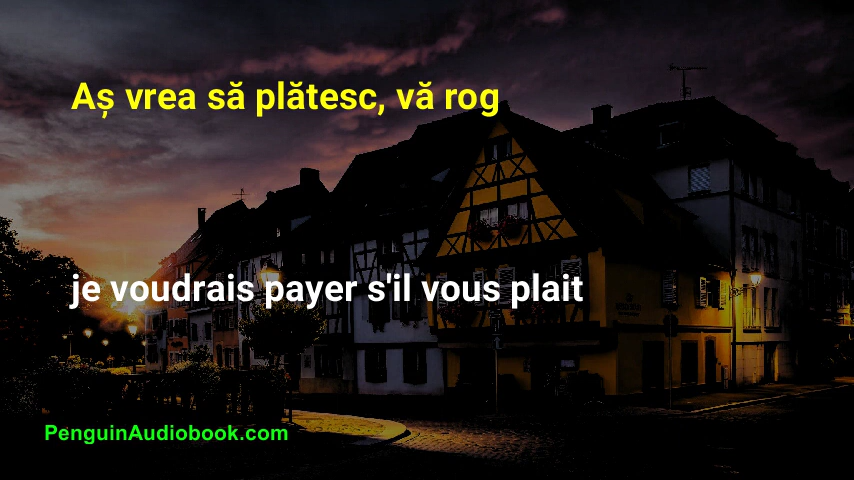 Aș vrea să plătesc, vă rog
je voudrais payer s'il vous plait
PenguinAudiobook.com